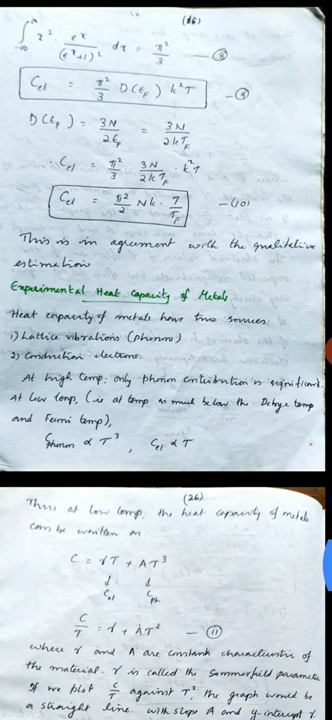 (26)
∫_{-∞}^{∞} x² · e^x / (e^x+1)² dx = π²/3 — (8)
C_el = π²/3 D(ε_F) k²T — (9)
D(ε_F) = 3N/2ε_F = 3N/2kT_F
∴ C_el = π²/3 · 3N/2kT_F · k²T
C_el = π²/2 Nk · T/T_F — (10)
This is in agreement with the qualitative
estimation
Experimental Heat Capacity of Metals
Heat capacity of metals have two sources,
1) Lattice vibrations (phonons)
2) Conduction electrons.
At high temp; only phonon contribution is significant.
At low temp, (ie at temp is much below the Debye temp
and Fermi temp),
C_phonon ∝ T³, C_el ∝ T
(26)
Thus at low temp; the heat capacity of metals
can be written as
C = γT + AT³
↓ ↓
C_el C_ph
C/T = γ + AT² — (11)
where γ and A are constants characteristic of
the material. γ is called the Sommerfeld parameter
If we plot C/T against T², the graph would be
a straight line with slope A and y-intercept γ